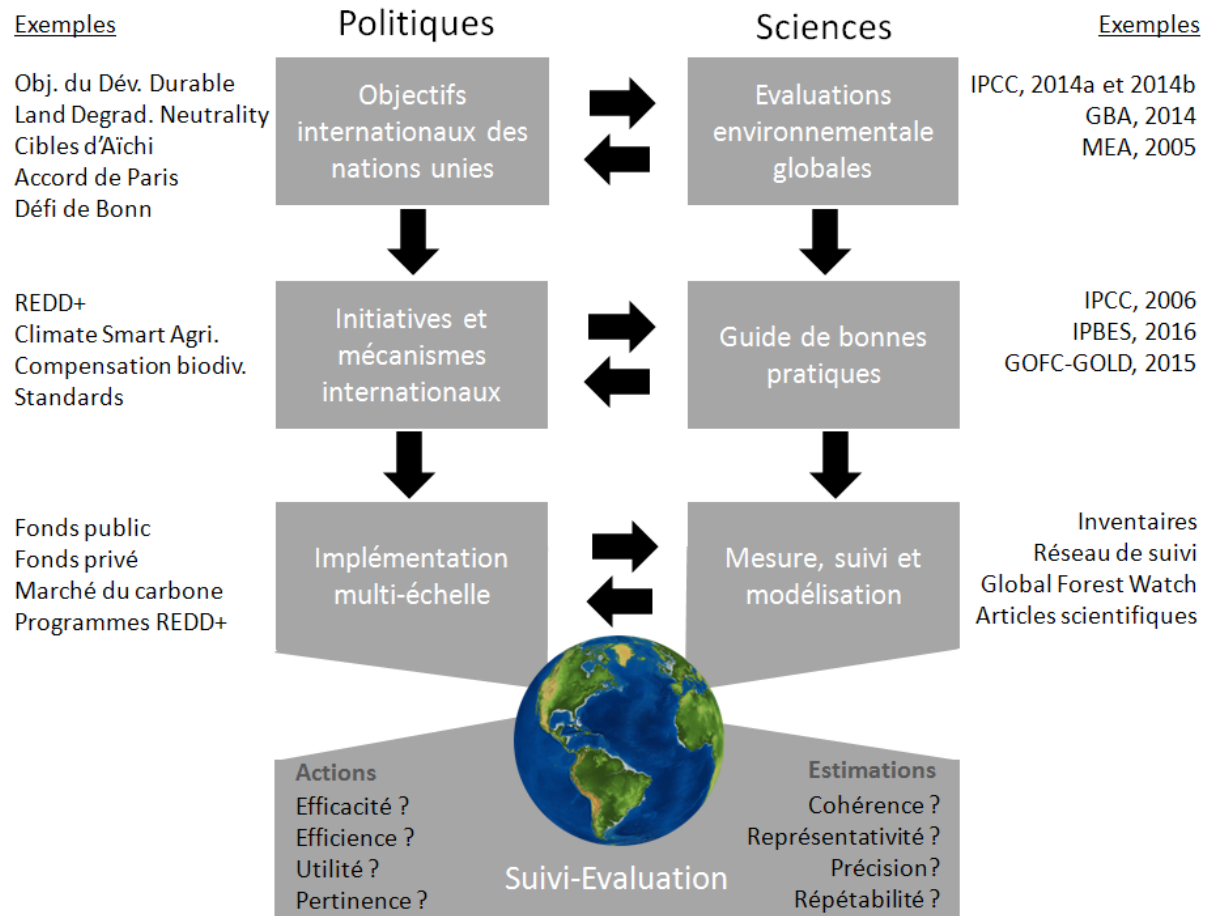 Exemples
Politiques
Sciences
Exemples
Obj. du Dév. Durable
Land Degrad. Neutrality
Cibles d'Aïchi
Accord de Paris
Défi de Bonn
Objectifs
internationaux des
nations unies
Evaluations
environnementale
globales
IPCC, 2014a et 2014b
GBA, 2014
MEA, 2005
REDD+
Climate Smart Agri.
Compensation biodiv.
Standards
Initiatives et
mécanismes
internationaux
Guide de bonnes
pratiques
IPCC, 2006
IPBES, 2016
GOFC-GOLD, 2015
Fonds public
Fonds privé
Marché du carbone
Programmes REDD+
Implémentation
multi-échelle
Mesure, suivi et
modélisation
Inventaires
Réseau de suivi
Global Forest Watch
Articles scientifiques
Actions
Efficacité ?
Efficience ?
Utilité ?
Pertinence ?
Suivi-Evaluation
Estimations
Cohérence ?
Représentativité ?
Précision?
Répétabilité ?